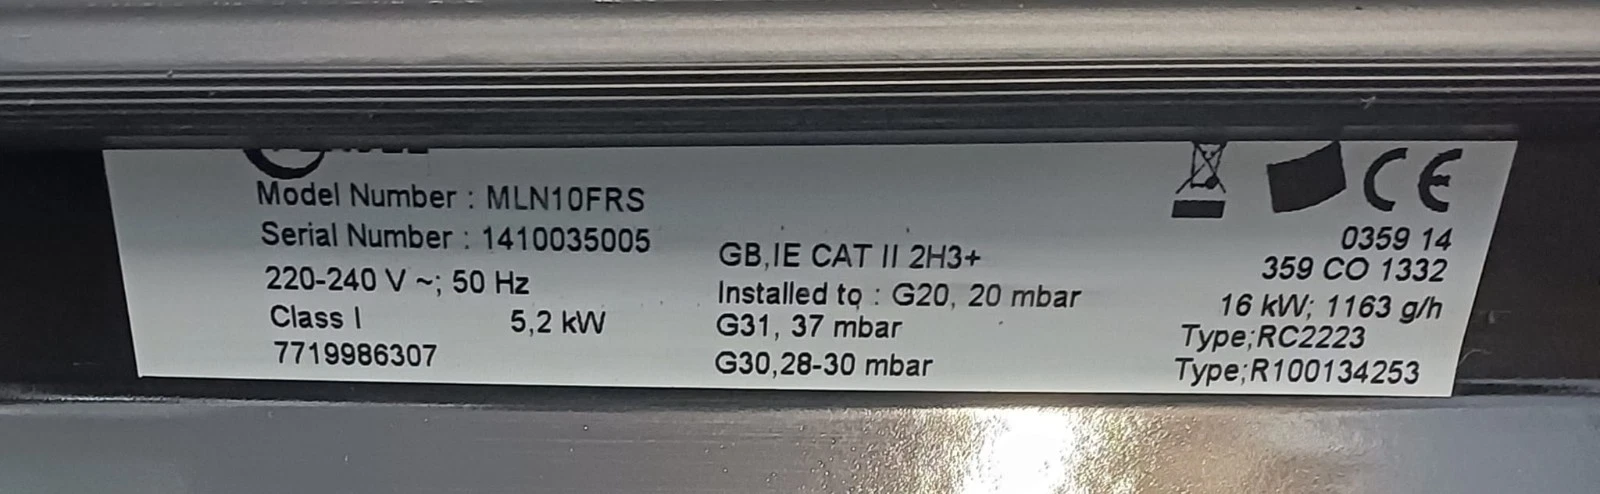 Model Number : MLN10FRS
Serial Number : 1410035005
220-240 V ~; 50 Hz
Class I 5,2 kW
7719986307
GB,IE CAT II 2H3+
Installed to : G20, 20 mbar
G31, 37 mbar
G30,28-30 mbar
CE
0359 14
359 CO 1332
16 kW; 1163 g/h
Type;RC2223
Type;R100134253